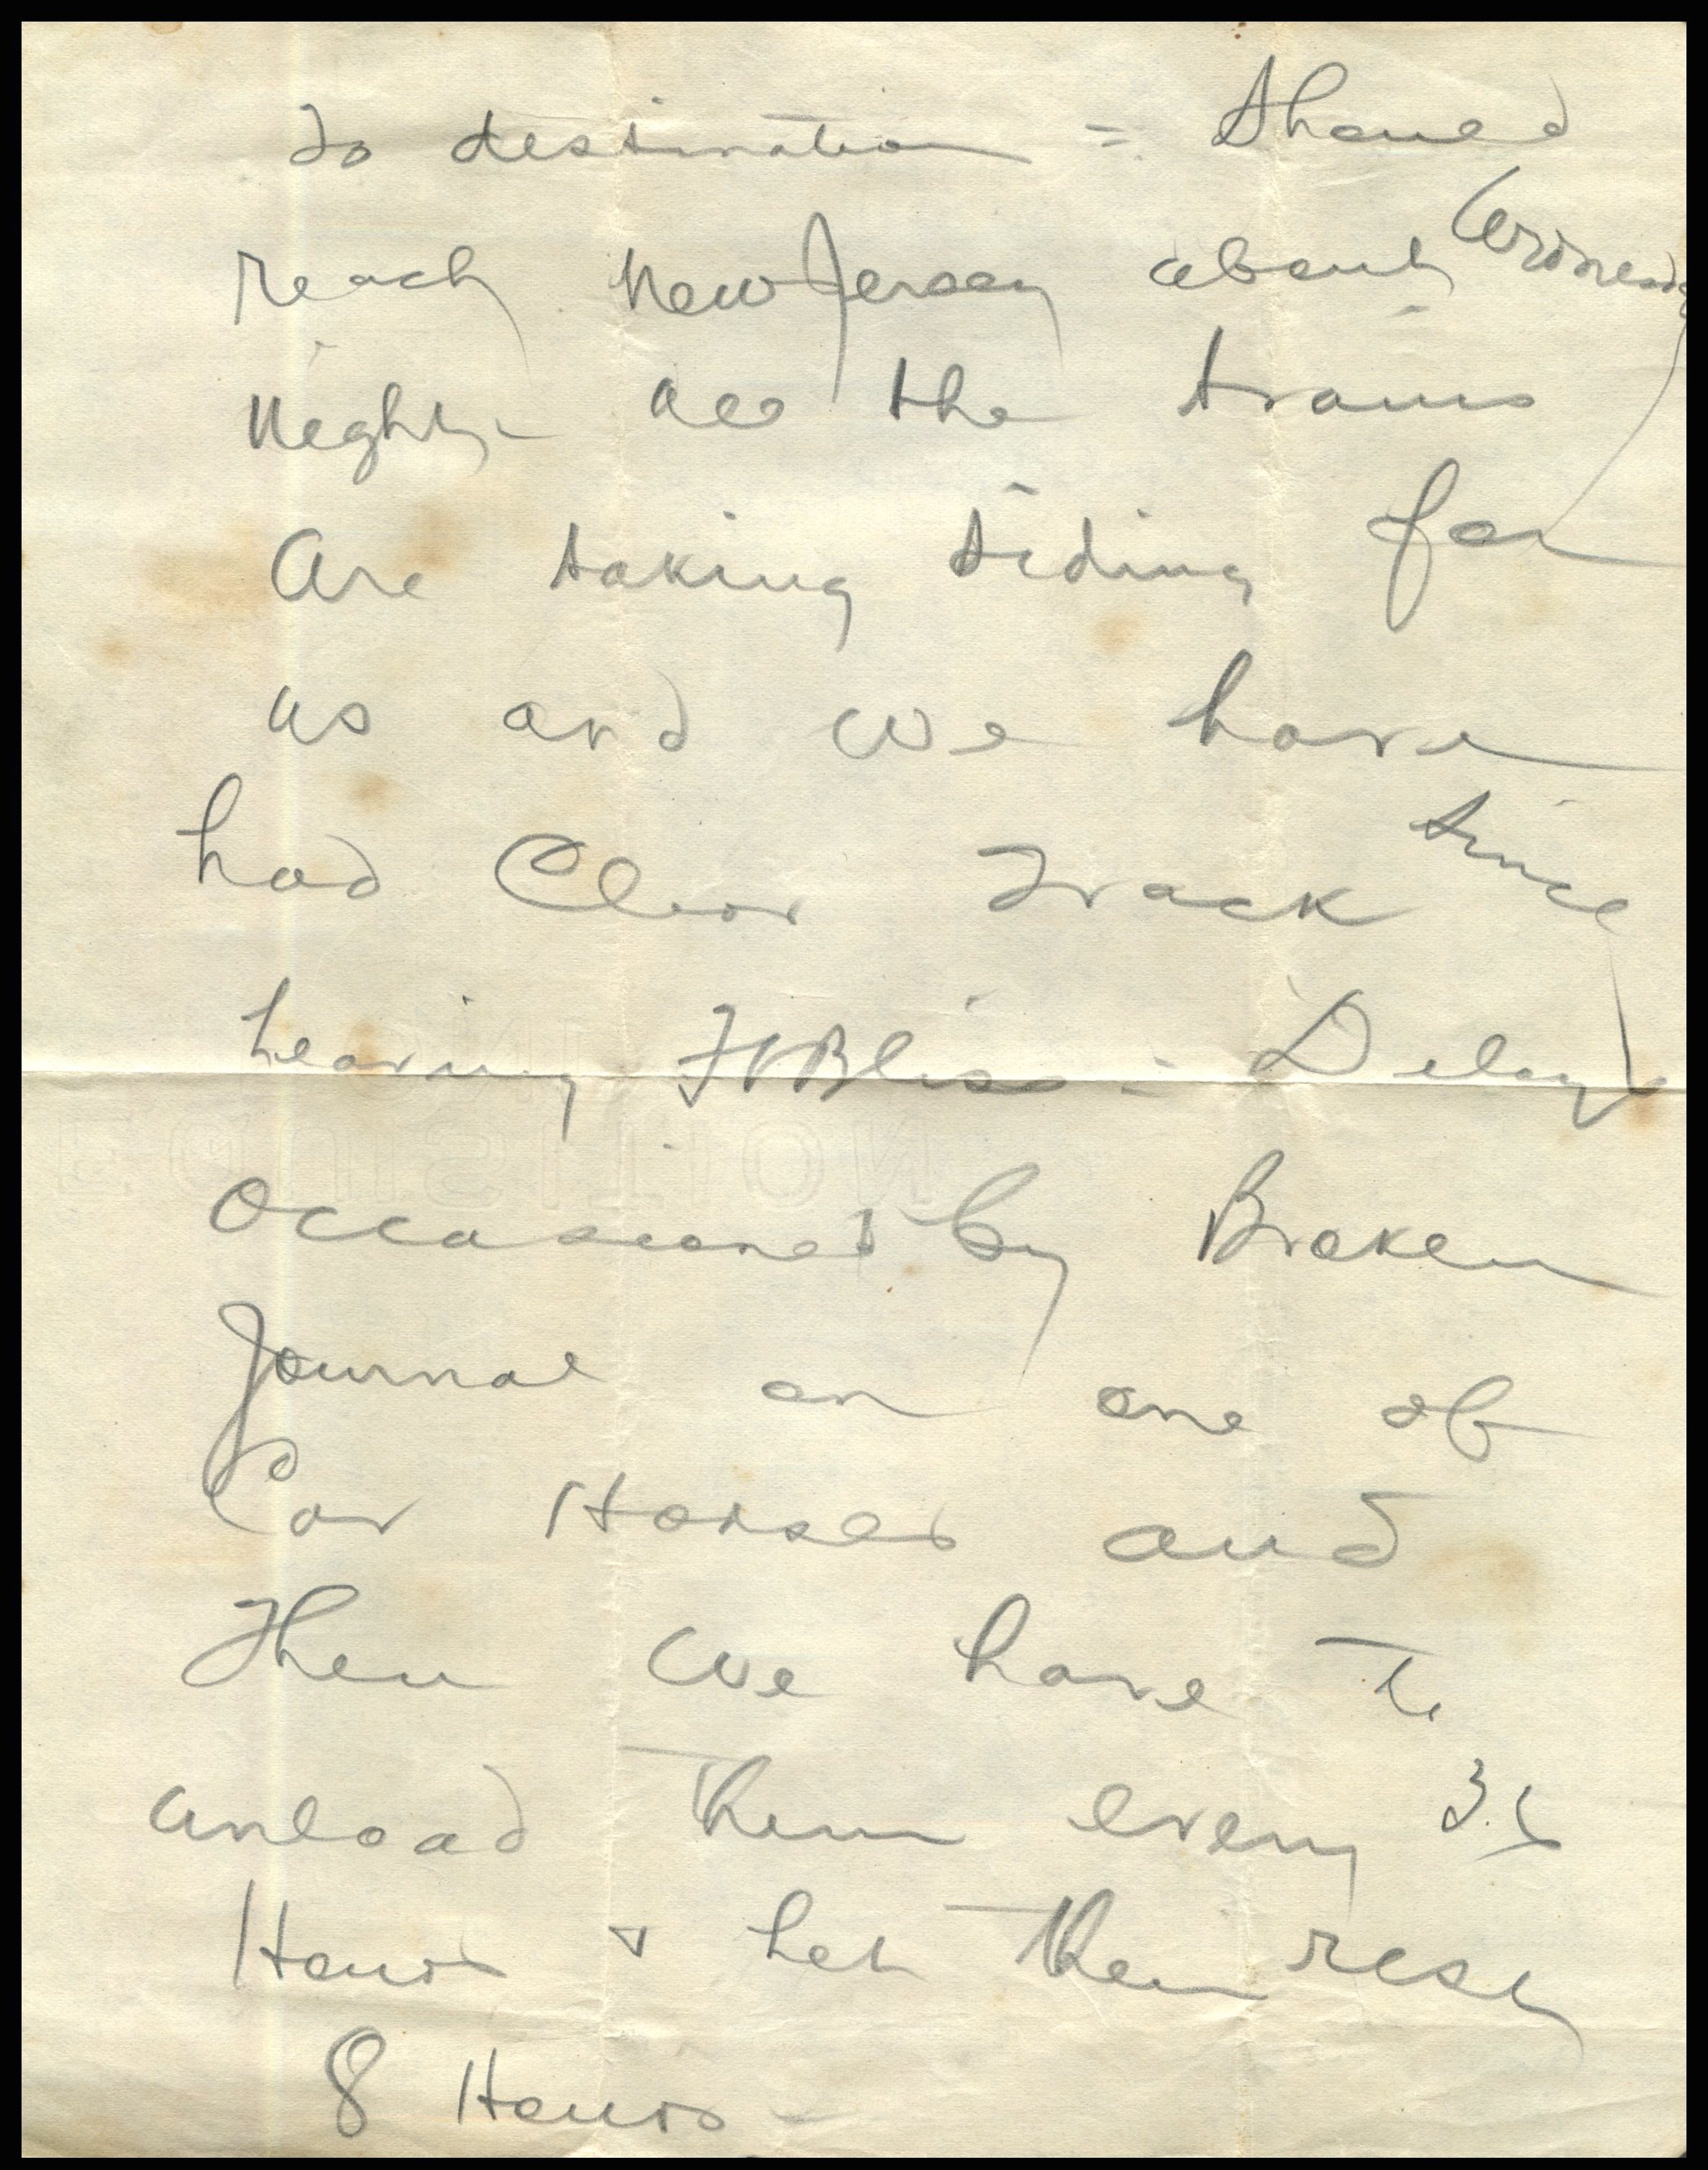 to destination = Should
reach New Jersey about Wednesday
night - all the trains
are taking siding for
us and we have
had Clear Track since
leaving Ft Bliss = Delay
occasioned by Broken
Journal on one of
Car Horses and
Then we have to
unload them every 36
Hours & let them rest
8 Hours -